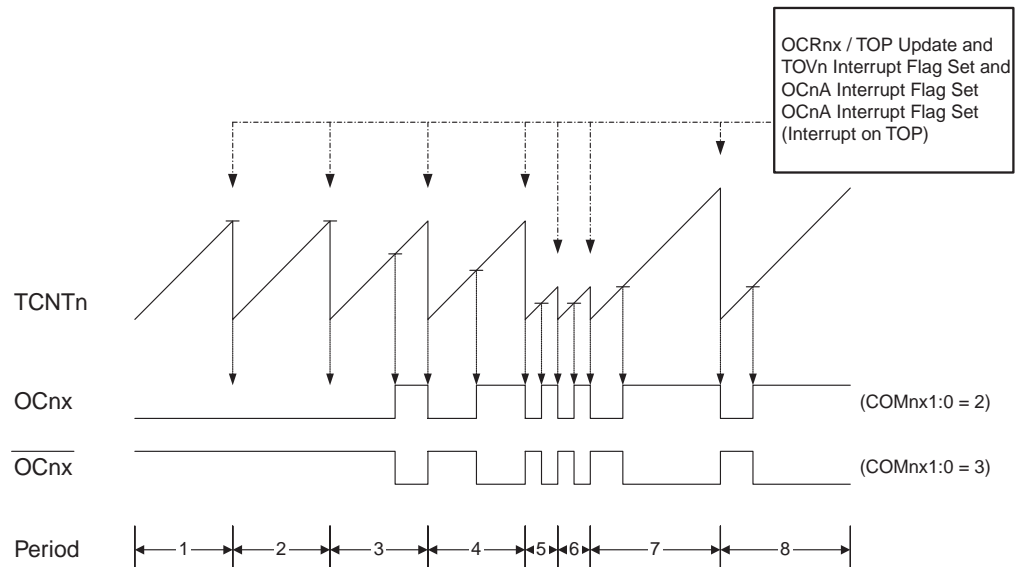 OCRnx / TOP Update and
TOVn Interrupt Flag Set and
OCnA Interrupt Flag Set
OCnA Interrupt Flag Set
(Interrupt on TOP)
TCNTn
OCnx
(COMnx1:0 = 2)
OCnx
(COMnx1:0 = 3)
Period
1 2 3 4 5 6 7 8